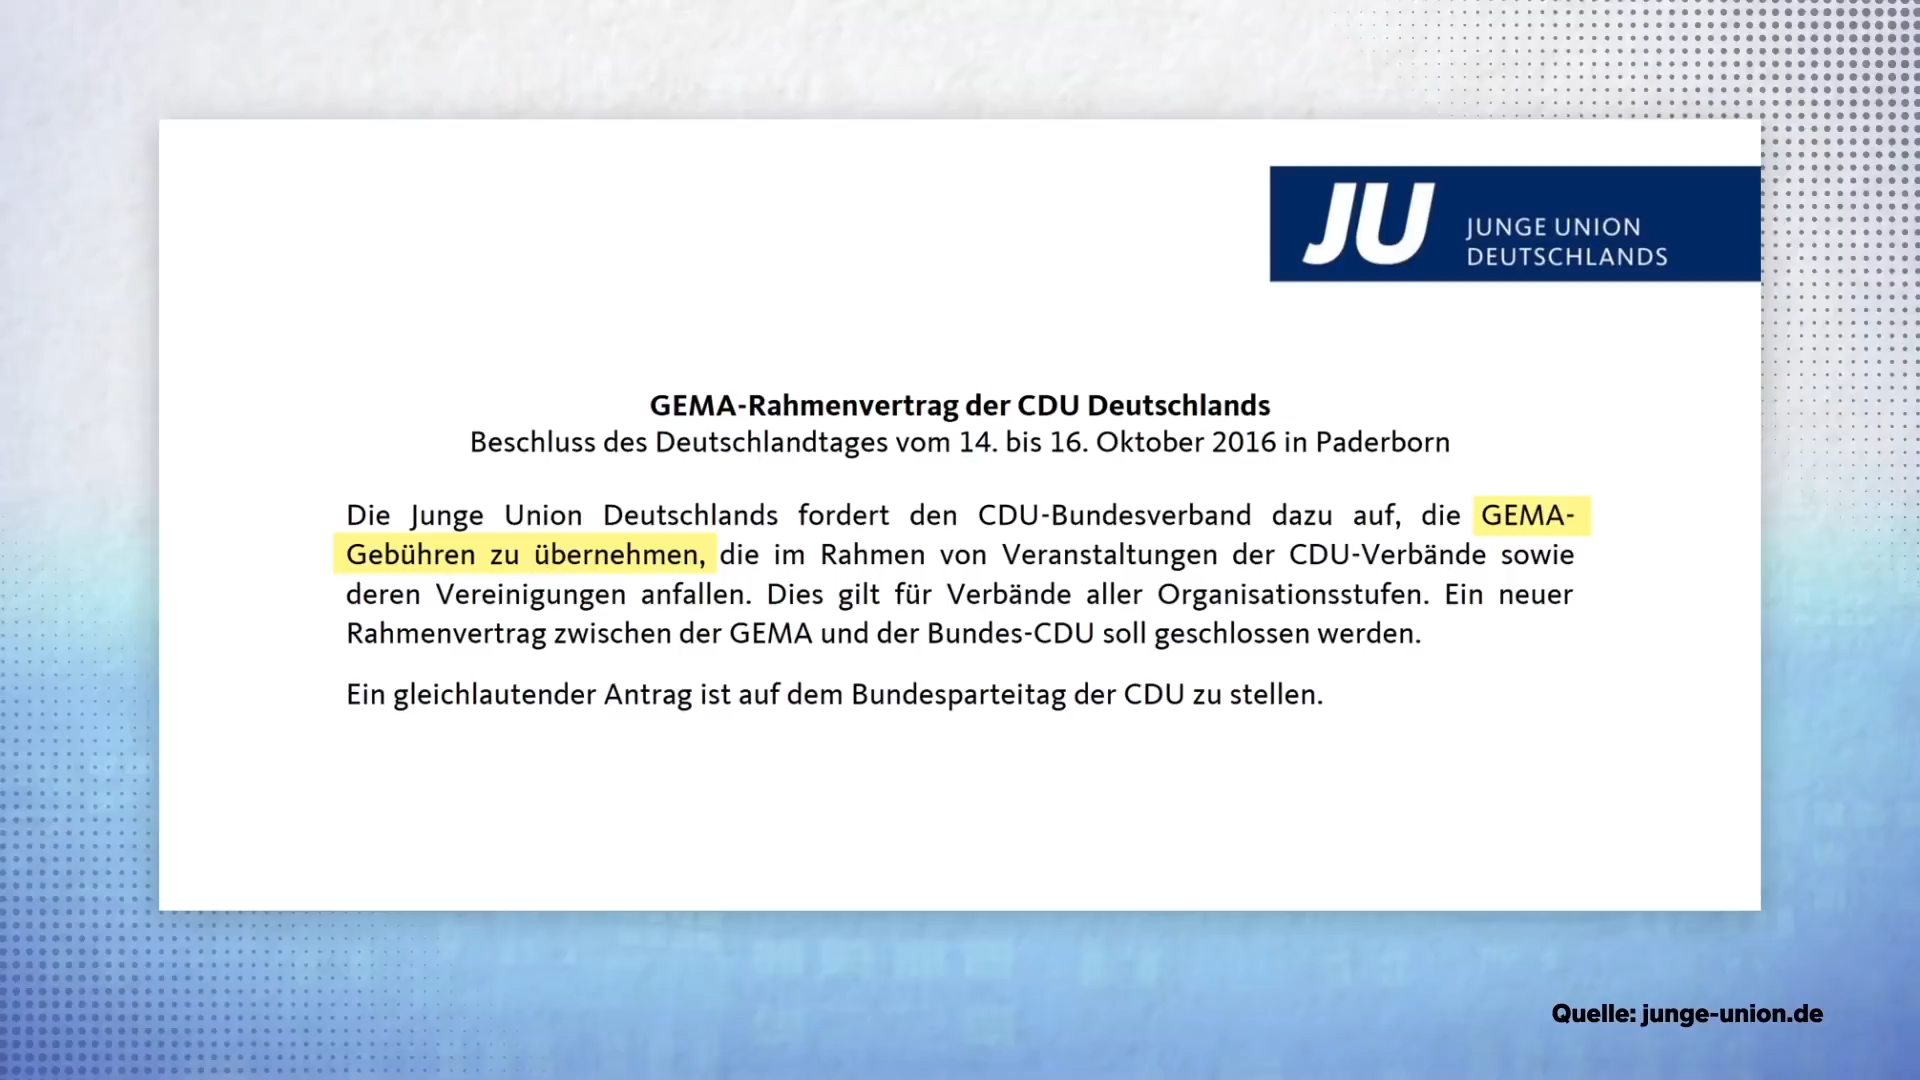 JU JUNGE UNION
DEUTSCHLANDS
GEMA-Rahmenvertrag der CDU Deutschlands
Beschluss des Deutschlandtages vom 14. bis 16. Oktober 2016 in Paderborn
Die Junge Union Deutschlands fordert den CDU-Bundesverband dazu auf, die GEMA-
Gebühren zu übernehmen, die im Rahmen von Veranstaltungen der CDU-Verbände sowie
deren Vereinigungen anfallen. Dies gilt für Verbände aller Organisationsstufen. Ein neuer
Rahmenvertrag zwischen der GEMA und der Bundes-CDU soll geschlossen werden.
Ein gleichlautender Antrag ist auf dem Bundesparteitag der CDU zu stellen.
Quelle: junge-union.de